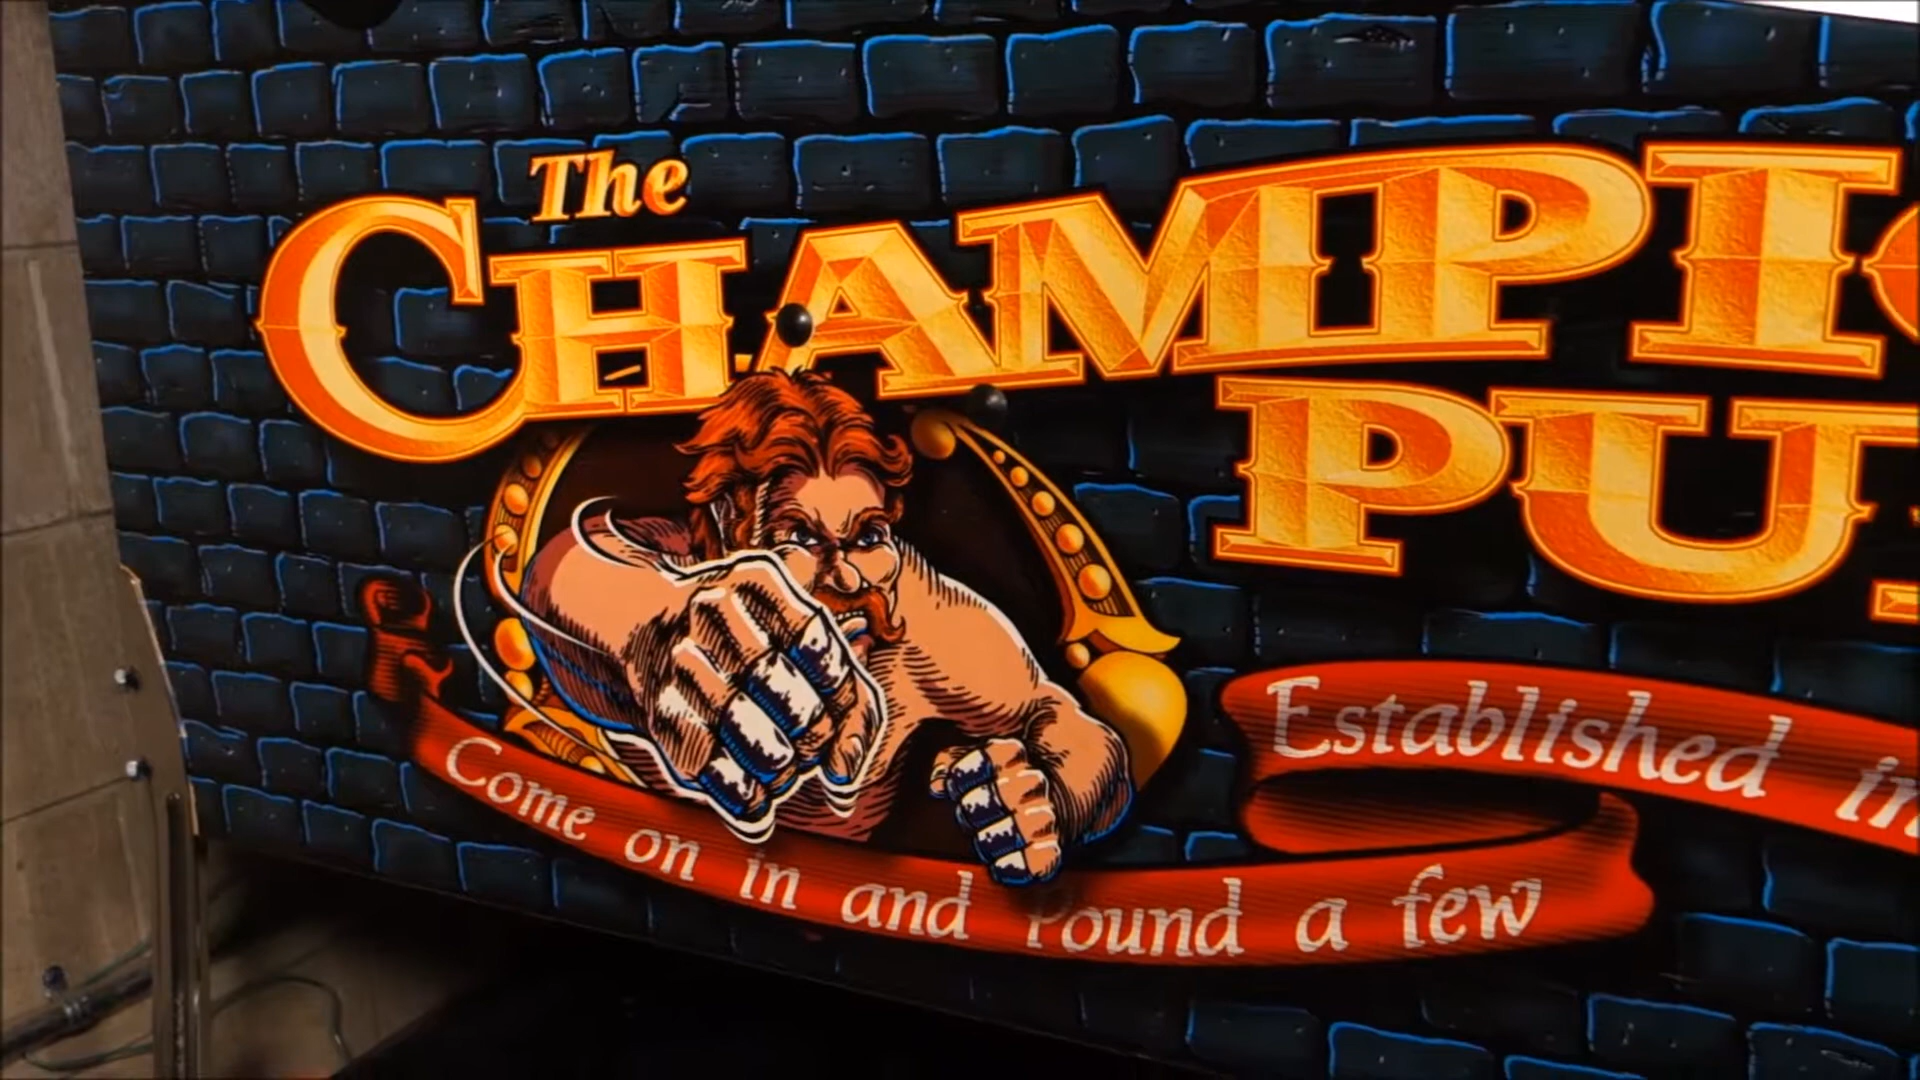 The
CHAMPI
PU
Established in
Come on in and Pound a few